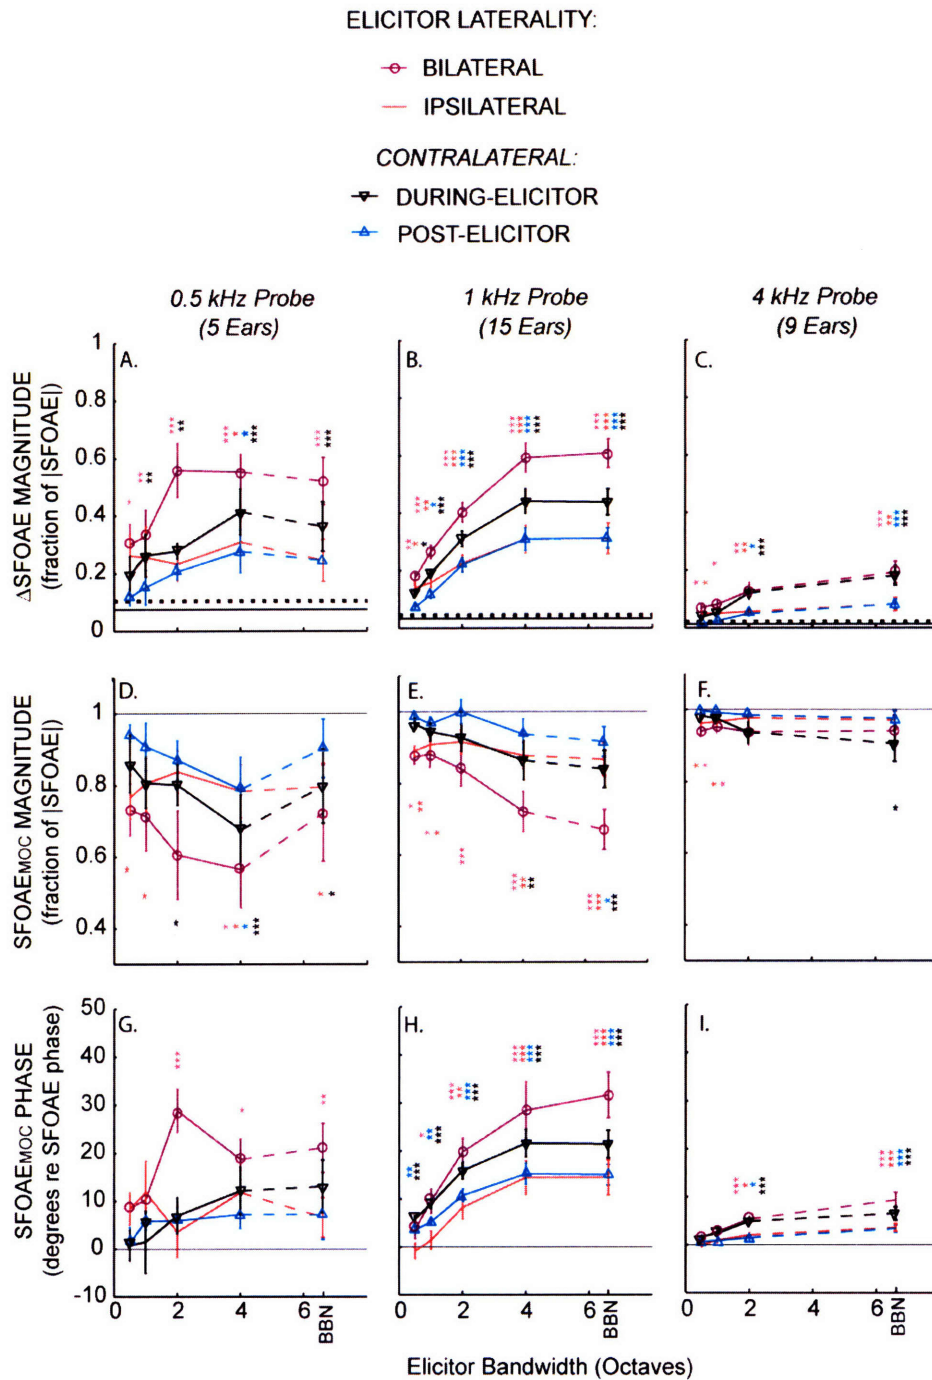 ELICITOR LATERALITY:
BILATERAL
IPSILATERAL
CONTRALATERAL:
DURING-ELICITOR
POST-ELICITOR
0.5 kHz Probe
(5 Ears)
1 kHz Probe
(15 Ears)
4 kHz Probe
(9 Ears)
ΔSFOAE MAGNITUDE
(fraction of |SFOAE|)
1
0.8
0.6
0.4
0.2
0
A.
B.
C.
SFOAEMOC MAGNITUDE
(fraction of |SFOAE|)
1
0.8
0.6
0.4
D.
E.
F.
SFOAEMOC PHASE
(degrees re SFOAE phase)
50
40
30
20
10
0
-10
G.
H.
I.
0 2 4 6 BBN
0 2 4 6 BBN
0 2 4 6 BBN
Elicitor Bandwidth (Octaves)